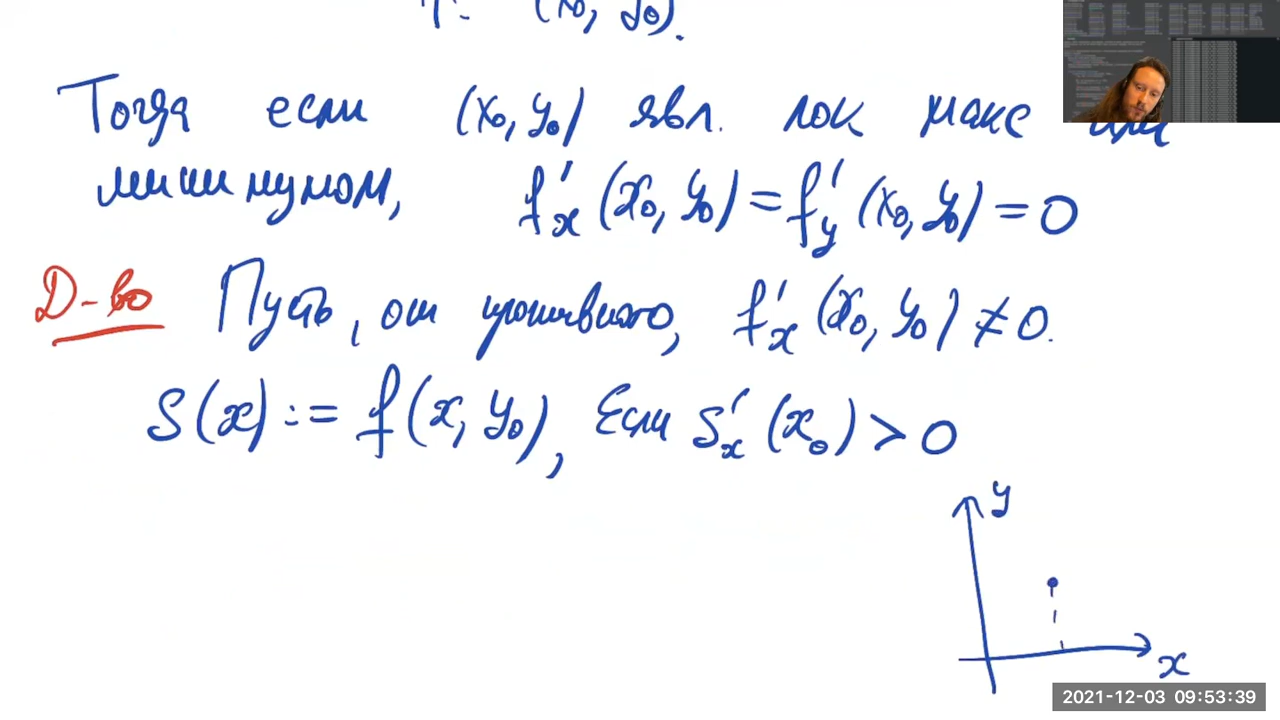 т. (x₀, y₀).
Тогда если (x₀, y₀) явл. лок макс или
минимумом, f'ₓ(x₀, y₀) = f'ᵧ(x₀, y₀) = 0
Д-во Пусть, от противного, f'ₓ(x₀, y₀) ≠ 0.
S(x) := f(x, y₀), Если S'ₓ(x₀) > 0
y
x
2021-12-03 09:53:39